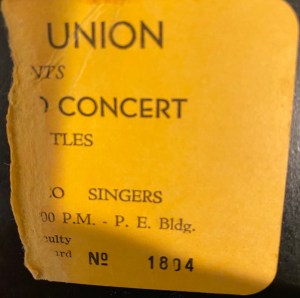 UNION
NTS
O CONCERT
TLES
O SINGERS
00 P.M. - P. E. Bldg.
culty
ard Nº 1804